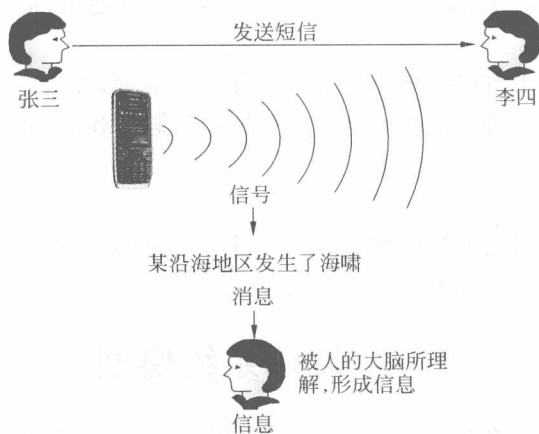 发送短信
张三
李四
信号
某沿海地区发生了海啸
消息
被人的大脑所理
解,形成信息
信息